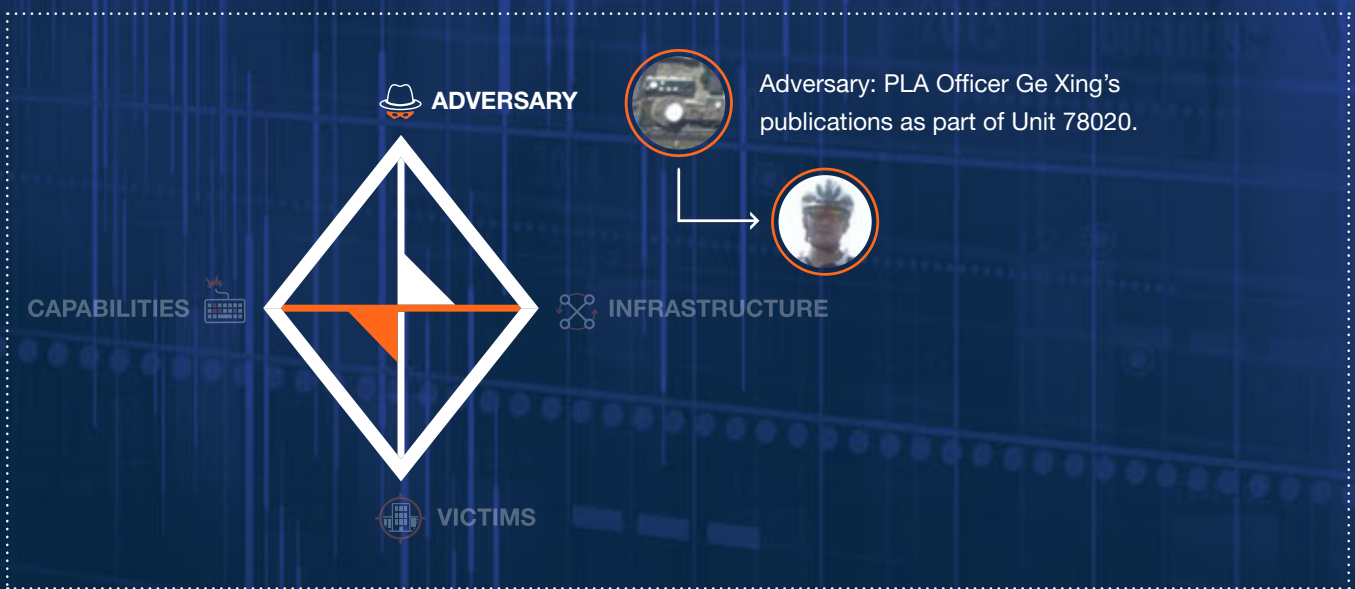 ADVERSARY
Adversary: PLA Officer Ge Xing's
publications as part of Unit 78020.
CAPABILITIES
INFRASTRUCTURE
VICTIMS